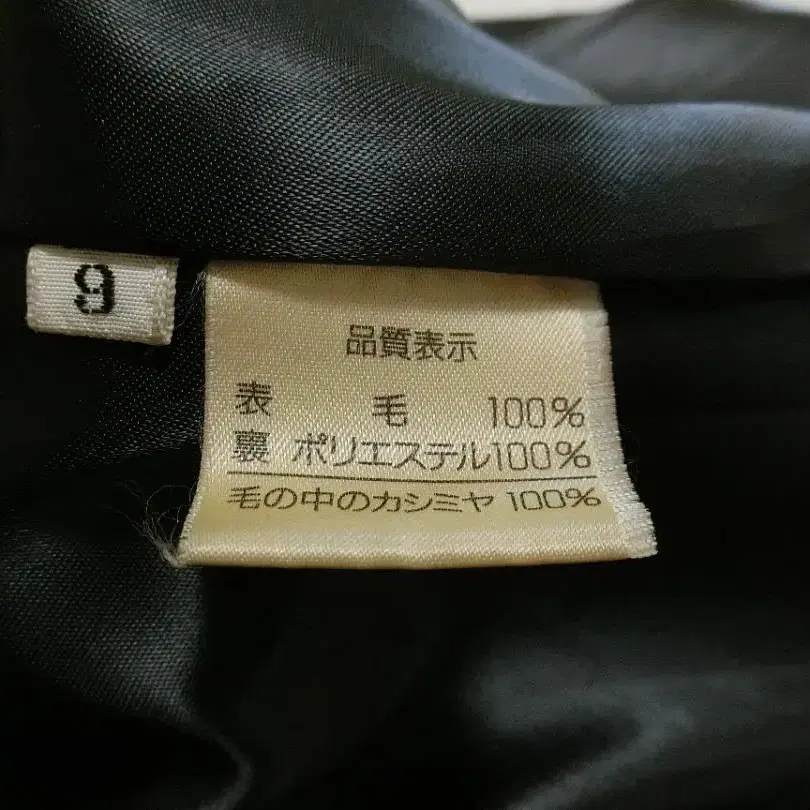 9
品質表示
表 毛 100%
裏 ポリエステル100%
毛の中のカシミヤ 100%